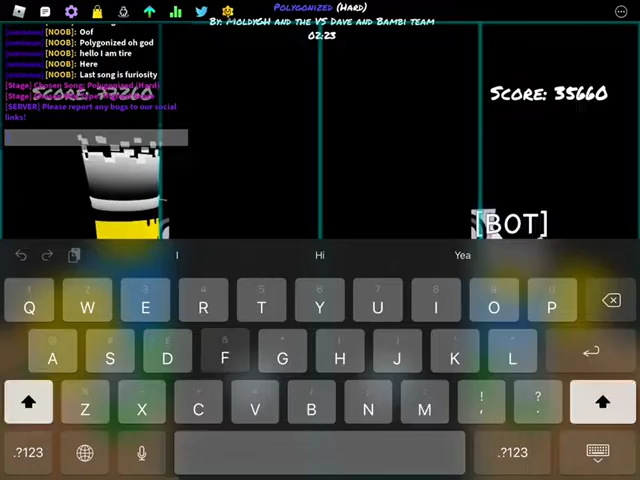 Polygonized (Hard)
By: MoldyGH and the VS Dave and Bambi team
02:23
[NOOB]: Oof
[NOOB]: Polygonized oh god
[NOOB]: hello I am tire
[NOOB]: Here
[NOOB]: Last song is furiosity
[Stage] Chosen Song: Polygonized (Hard)
[SERVER] Please report any bugs to our social
links!
Score: 35660
[BOT]
I Hi Yea
Q W E R T Y U I O P
A S D F G H J K L
Z X C V B N M ! , ? .
.?123 .?123